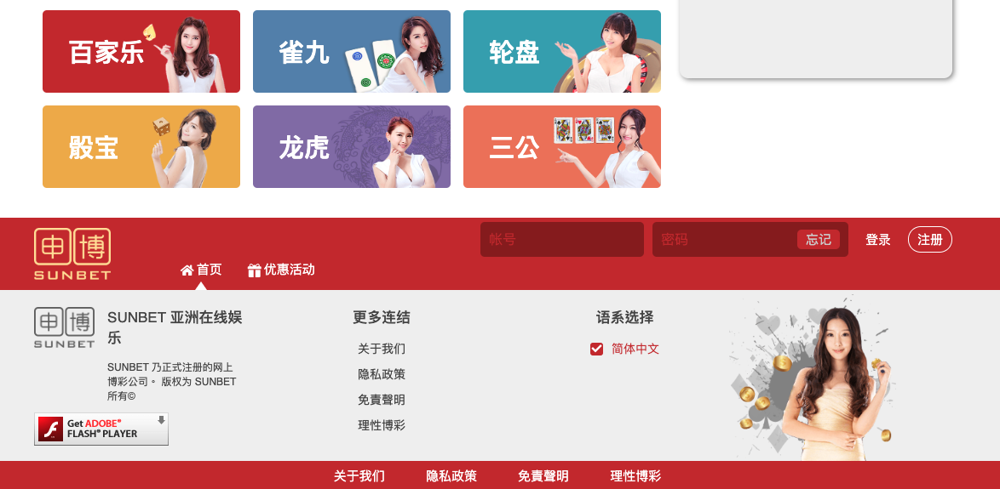 百家乐
雀九
轮盘
骰宝
龙虎
三公
申博
SUNBET
首页
优惠活动
帐号
密码
忘记
登录
注册
申博
SUNBET
SUNBET 亚洲在线娱
乐
SUNBET 乃正式注册的网上
博彩公司。 版权为 SUNBET
所有©
Get ADOBE®
FLASH® PLAYER
更多连结
关于我们
隐私政策
免責聲明
理性博彩
语系选择
简体中文
关于我们
隐私政策
免責聲明
理性博彩